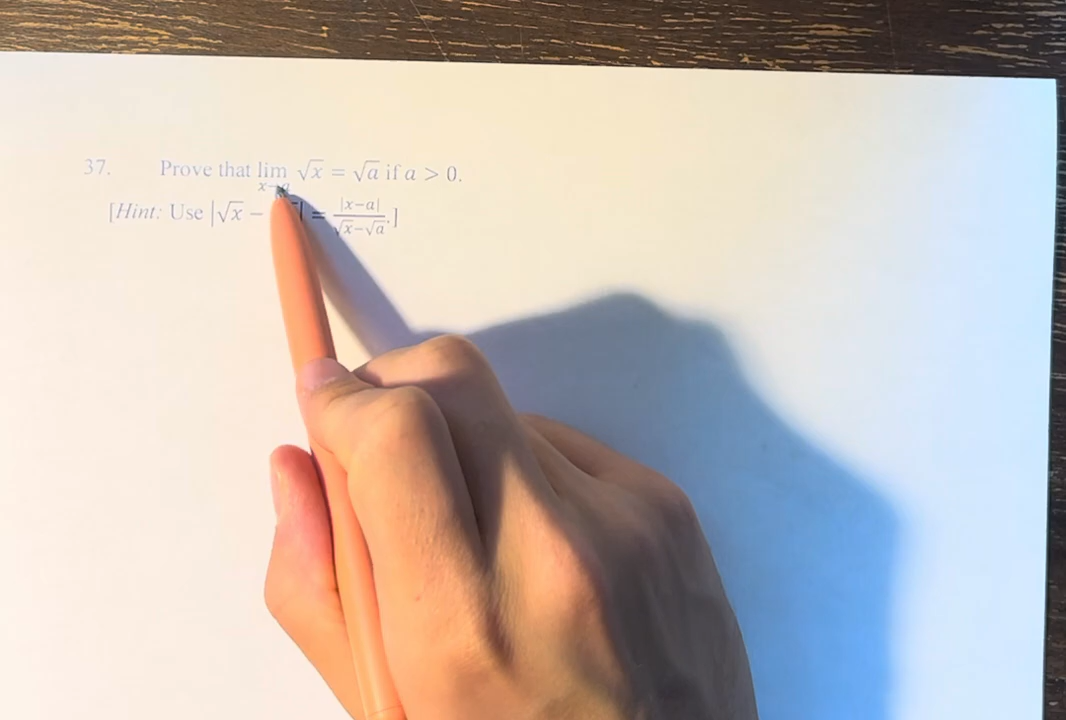 37. Prove that lim √x = √a if a > 0.
x→a
[Hint: Use |√x − | = |x−a| / √x−√a .]